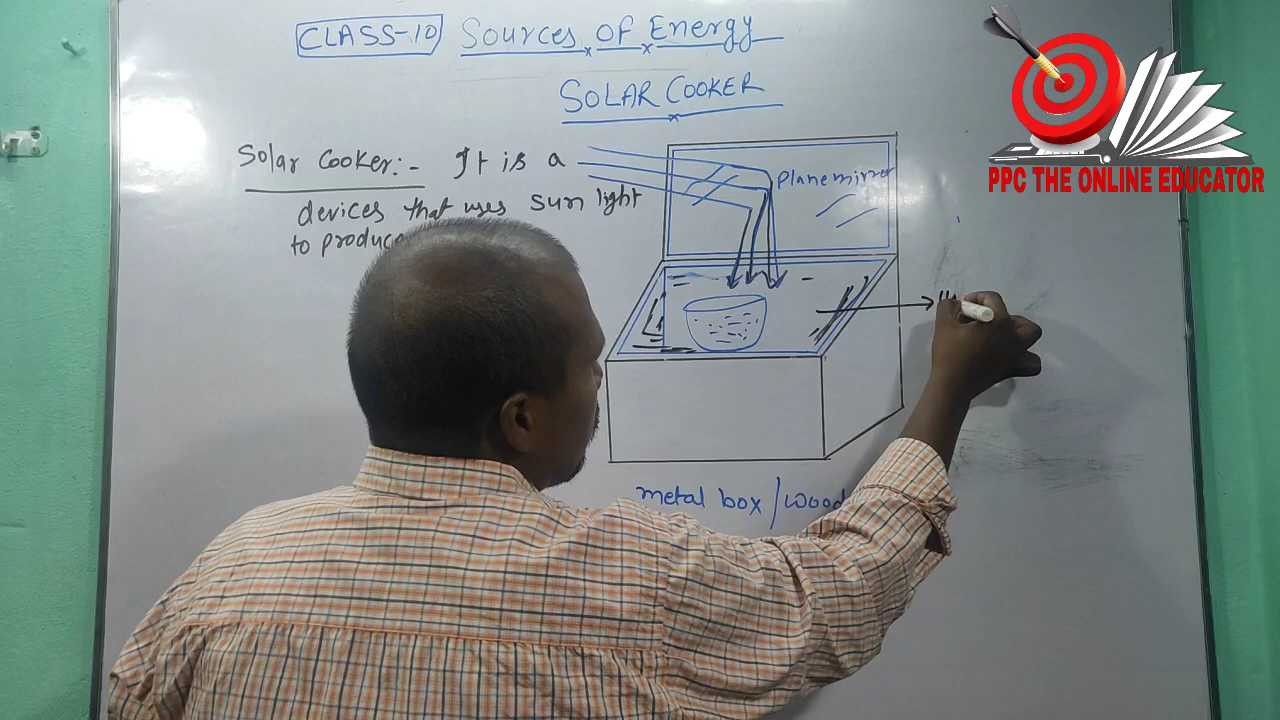 CLASS-10 Sources of Energy
SOLAR COOKER
Solar Cooker:- It is a
devices that uses sun light
to produce
Plane mirror
metal box/wood
PPC THE ONLINE EDUCATOR